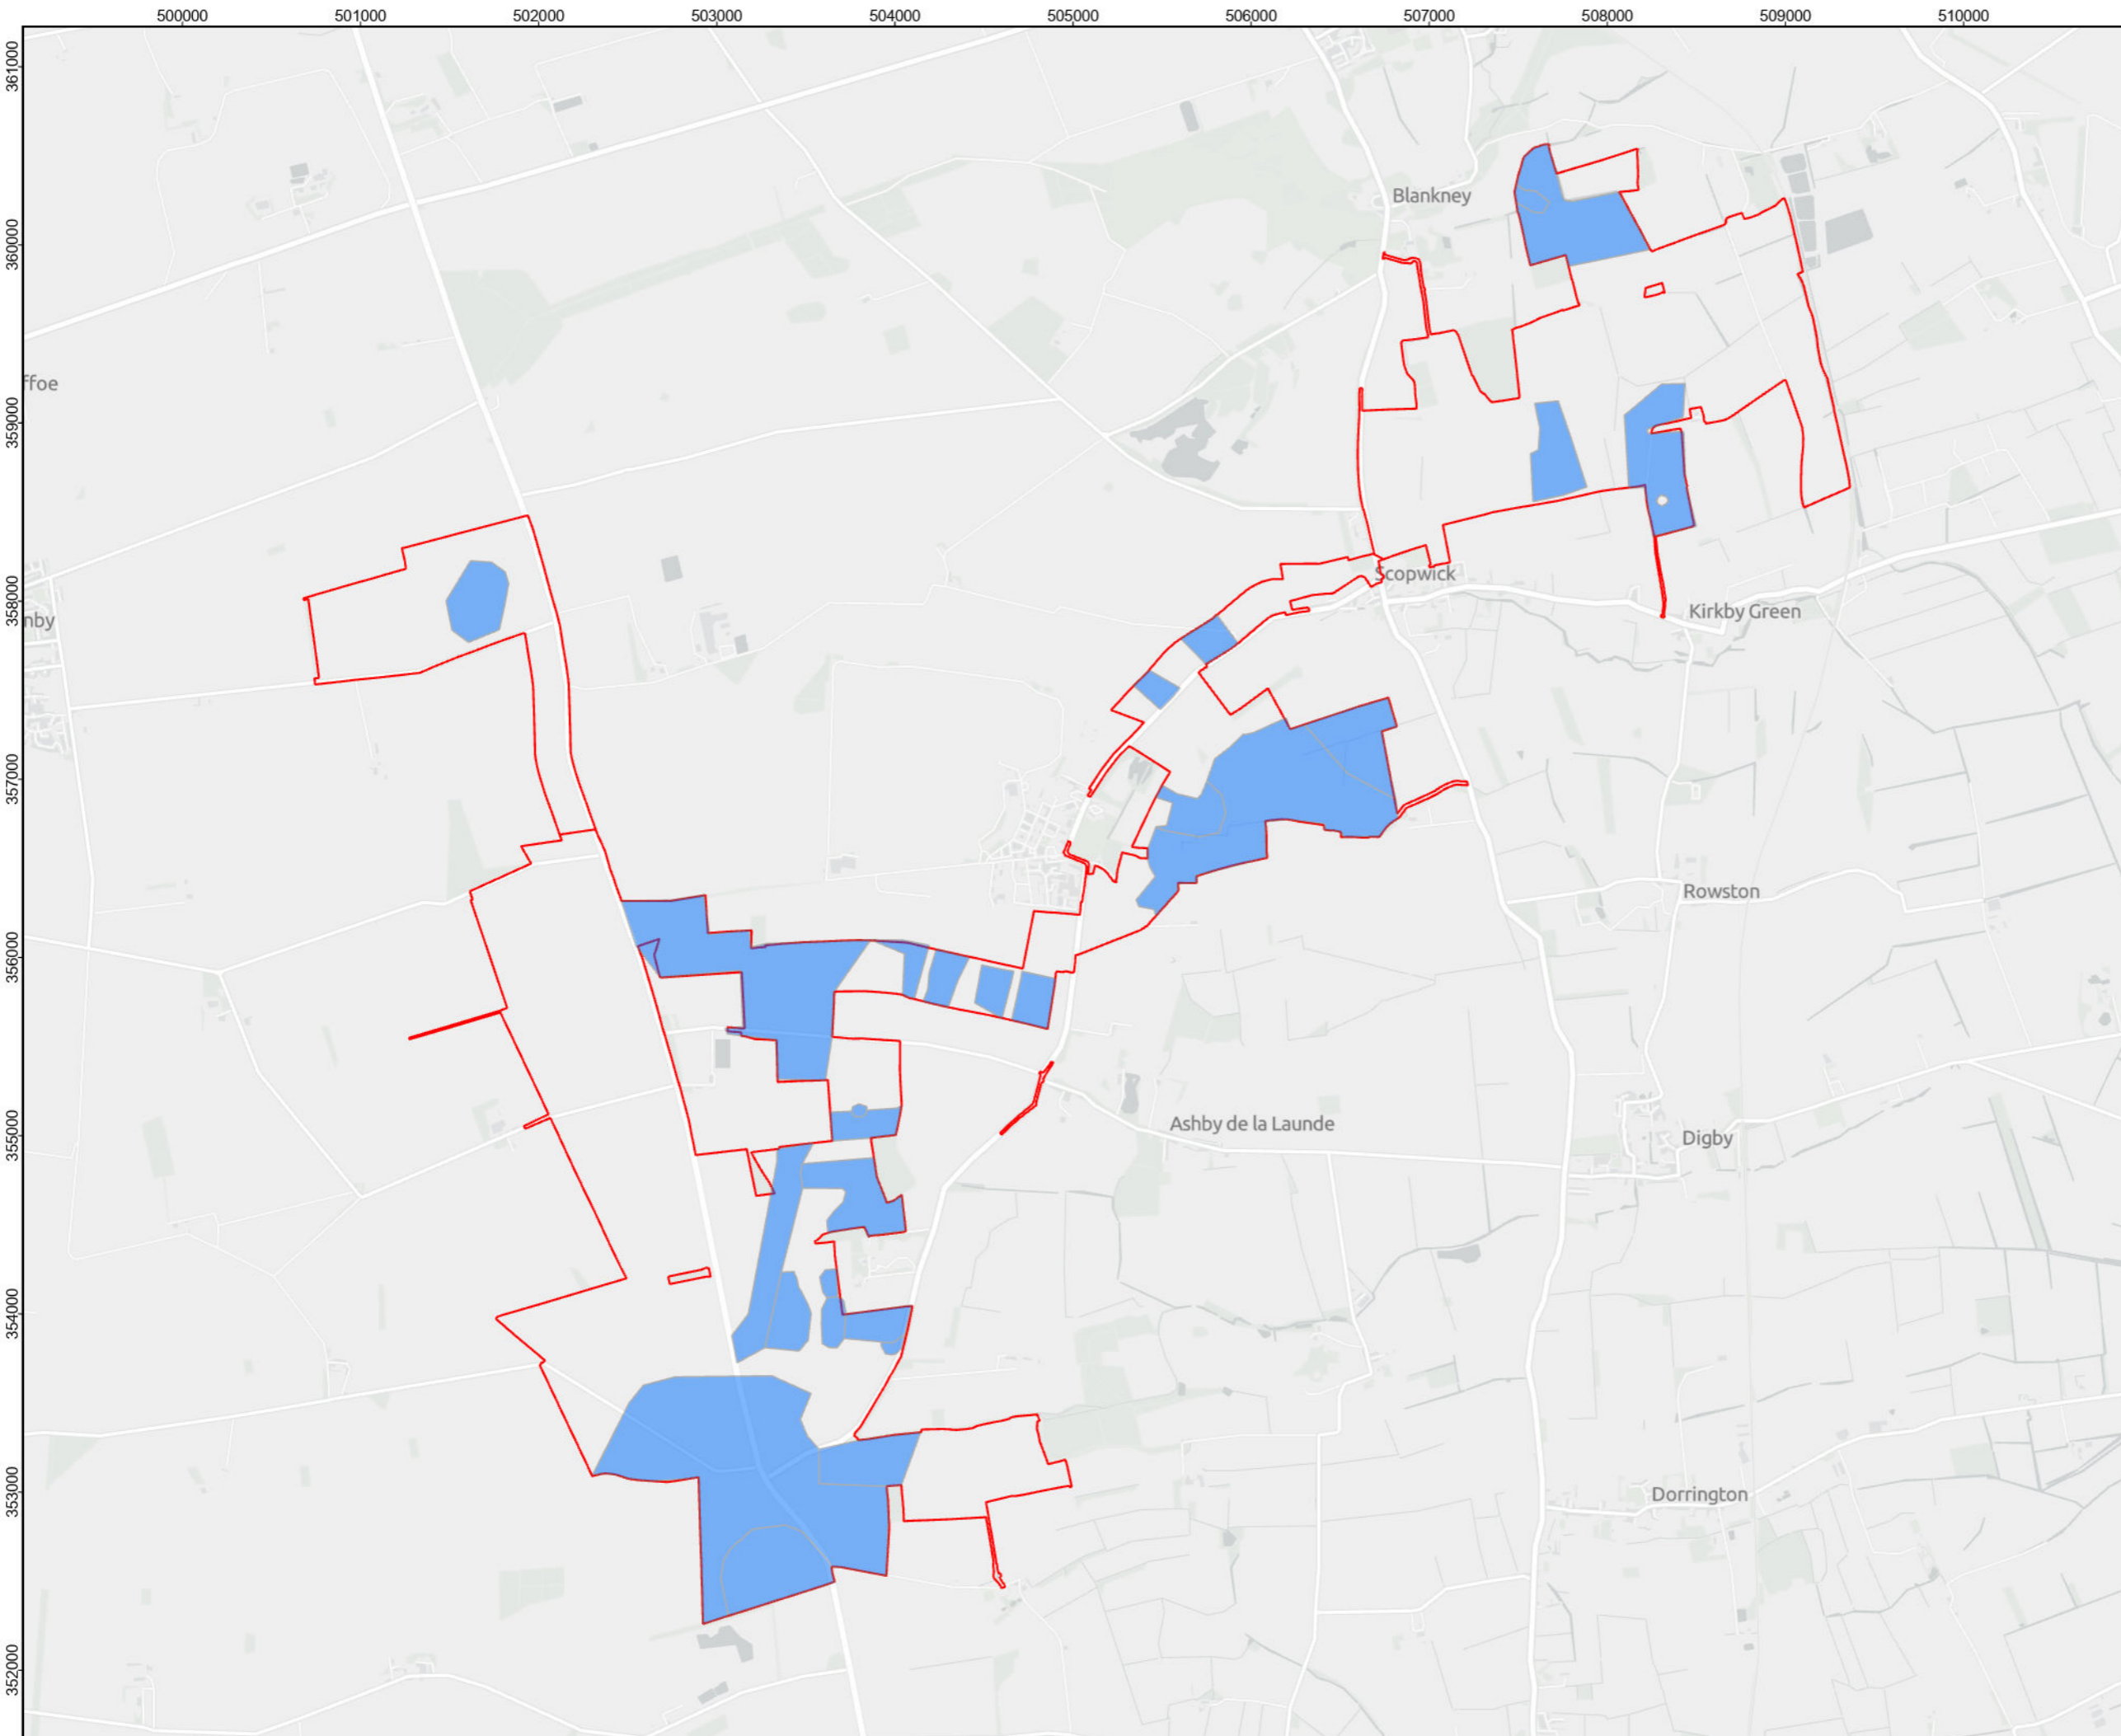 500000 501000 502000 503000 504000 505000 506000 507000 508000 509000 510000
361000
Blankney
360000
ffoe
359000
Scopwick
358000
Kirkby Green
nby
357000
Rowston
356000
Ashby de la Launde
355000
Digby
354000
353000
Dorrington
352000